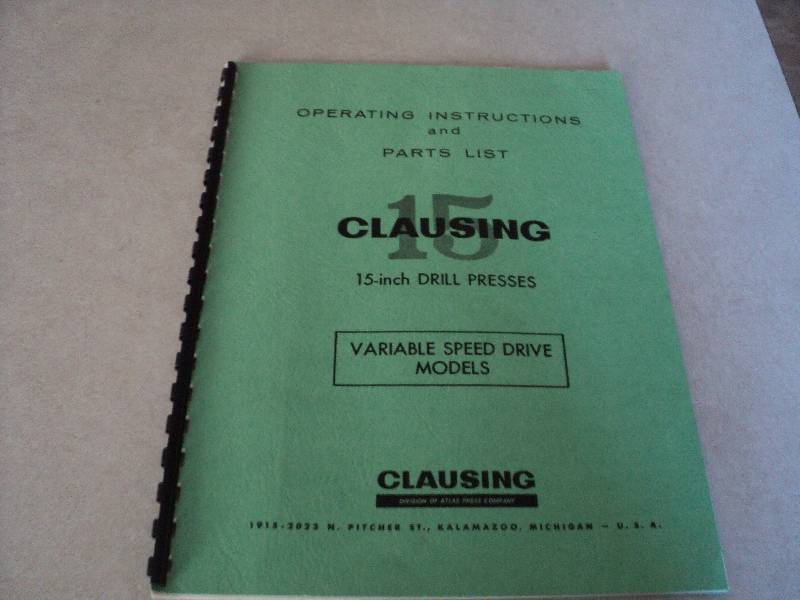 OPERATING INSTRUCTIONS
and
PARTS LIST
15
CLAUSING
15-inch DRILL PRESSES
VARIABLE SPEED DRIVE
MODELS
CLAUSING
DIVISION OF ATLAS PRESS COMPANY
1915-2023 N. PITCHER ST., KALAMAZOO, MICHIGAN - U. S. A.